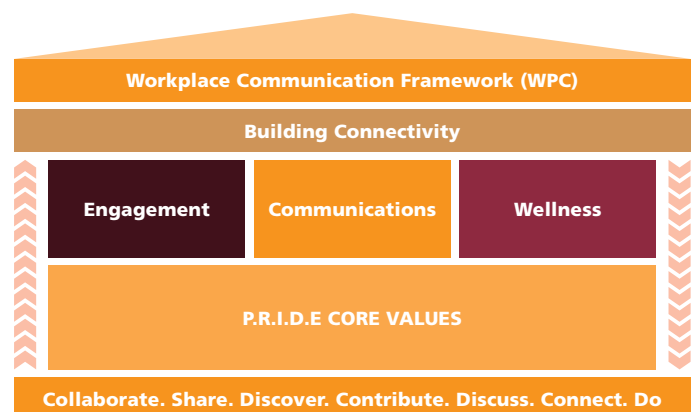 Workplace Communication Framework (WPC)
Building Connectivity
Engagement
Communications
Wellness
P.R.I.D.E CORE VALUES
Collaborate. Share. Discover. Contribute. Discuss. Connect. Do